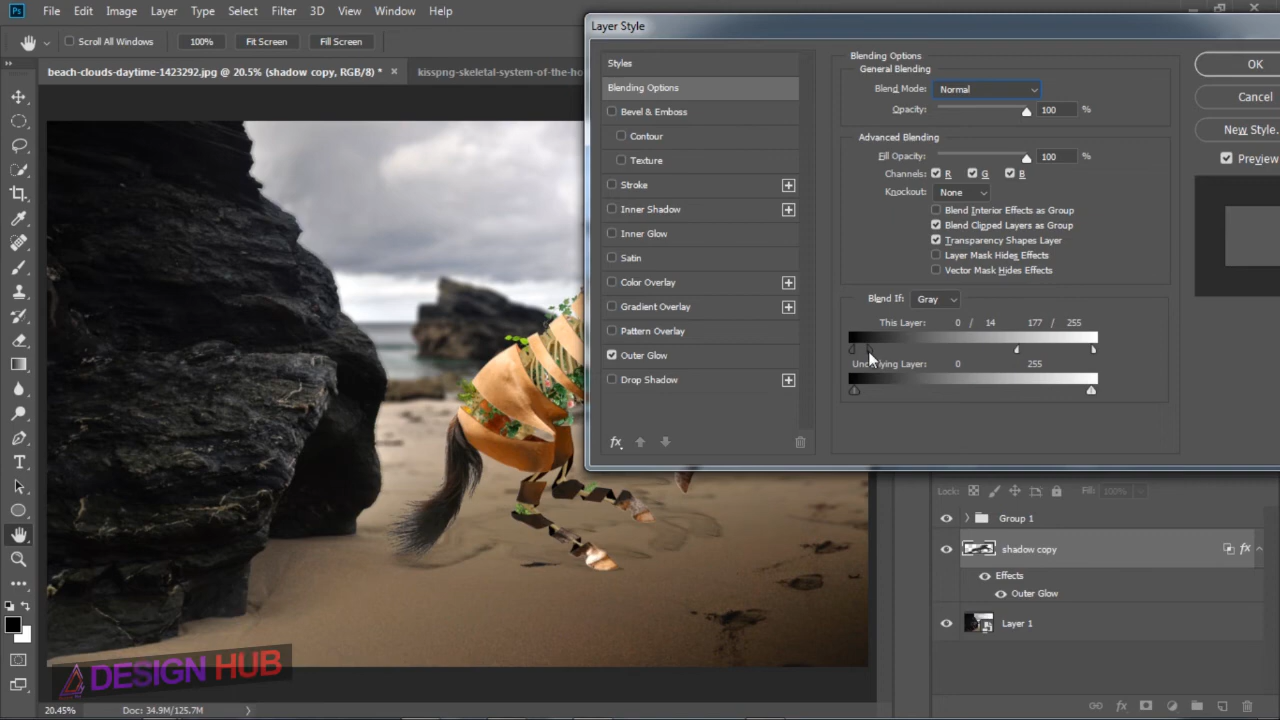 Ps File Edit Image Layer Type Select Filter 3D View Window Help
Scroll All Windows 100% Fit Screen Fill Screen
beach-clouds-daytime-1423292.jpg @ 20.5% (shadow copy, RGB/8) * × kisspng-skeletal-system-of-the-ho
Layer Style
Styles
Blending Options
Bevel & Emboss
Contour
Texture
Stroke
Inner Shadow
Inner Glow
Satin
Color Overlay
Gradient Overlay
Pattern Overlay
Outer Glow
Drop Shadow
fx
Blending Options
General Blending
Blend Mode: Normal
Opacity: 100 %
Advanced Blending
Fill Opacity: 100 %
Channels: R G B
Knockout: None
Blend Interior Effects as Group
Blend Clipped Layers as Group
Transparency Shapes Layer
Layer Mask Hides Effects
Vector Mask Hides Effects
Blend If: Gray
This Layer: 0 / 14 177 / 255
Underlying Layer: 0 255
OK
Cancel
New Style.
Preview
Lock: Fill: 100%
Group 1
shadow copy fx
Effects
Outer Glow
Layer 1
fx
DESIGN HUB
20.45% Doc: 34.9M/125.7M